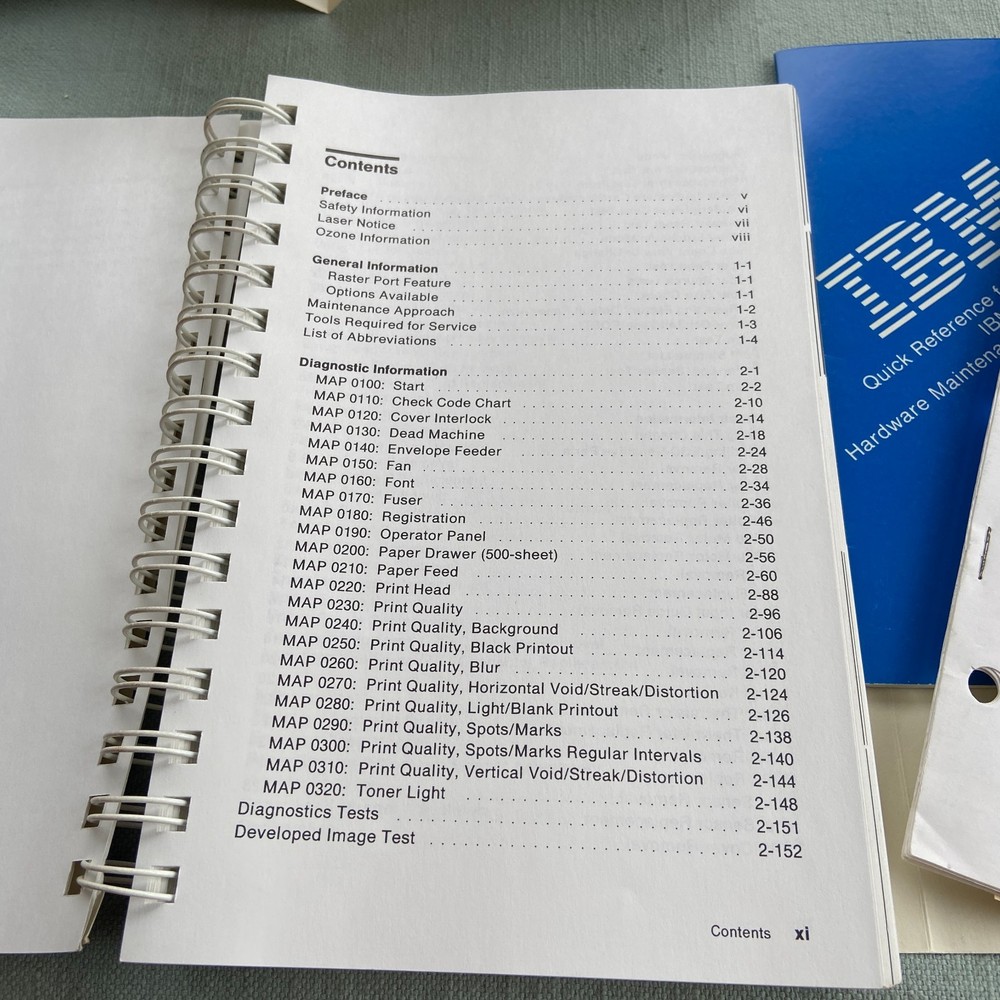 Contents
Preface . . . . . . . . . . v
Safety Information . . . . . . . . . . vi
Laser Notice . . . . . . . . . . vii
Ozone Information . . . . . . . . . . viii
General Information . . . . . . . . . . 1-1
Raster Port Feature . . . . . . . . . . 1-1
Options Available . . . . . . . . . . 1-1
Maintenance Approach . . . . . . . . . . 1-2
Tools Required for Service . . . . . . . . . . 1-3
List of Abbreviations . . . . . . . . . . 1-4
Diagnostic Information . . . . . . . . . . 2-1
MAP 0100: Start . . . . . . . . . . 2-2
MAP 0110: Check Code Chart . . . . . . . . . . 2-10
MAP 0120: Cover Interlock . . . . . . . . . . 2-14
MAP 0130: Dead Machine . . . . . . . . . . 2-18
MAP 0140: Envelope Feeder . . . . . . . . . . 2-24
MAP 0150: Fan . . . . . . . . . . 2-28
MAP 0160: Font . . . . . . . . . . 2-34
MAP 0170: Fuser . . . . . . . . . . 2-36
MAP 0180: Registration . . . . . . . . . . 2-46
MAP 0190: Operator Panel . . . . . . . . . . 2-50
MAP 0200: Paper Drawer (500-sheet) . . . . . . . . . . 2-56
MAP 0210: Paper Feed . . . . . . . . . . 2-60
MAP 0220: Print Head . . . . . . . . . . 2-88
MAP 0230: Print Quality . . . . . . . . . . 2-96
MAP 0240: Print Quality, Background . . . . . . . . . . 2-106
MAP 0250: Print Quality, Black Printout . . . . . . . . . . 2-114
MAP 0260: Print Quality, Blur . . . . . . . . . . 2-120
MAP 0270: Print Quality, Horizontal Void/Streak/Distortion 2-124
MAP 0280: Print Quality, Light/Blank Printout . . . . . . . . 2-126
MAP 0290: Print Quality, Spots/Marks . . . . . . . . . . 2-138
MAP 0300: Print Quality, Spots/Marks Regular Intervals . . 2-140
MAP 0310: Print Quality, Vertical Void/Streak/Distortion . . 2-144
MAP 0320: Toner Light . . . . . . . . . . 2-148
Diagnostics Tests . . . . . . . . . . 2-151
Developed Image Test . . . . . . . . . . 2-152
Contents xi
IBM
Quick Reference
IBM
Hardware